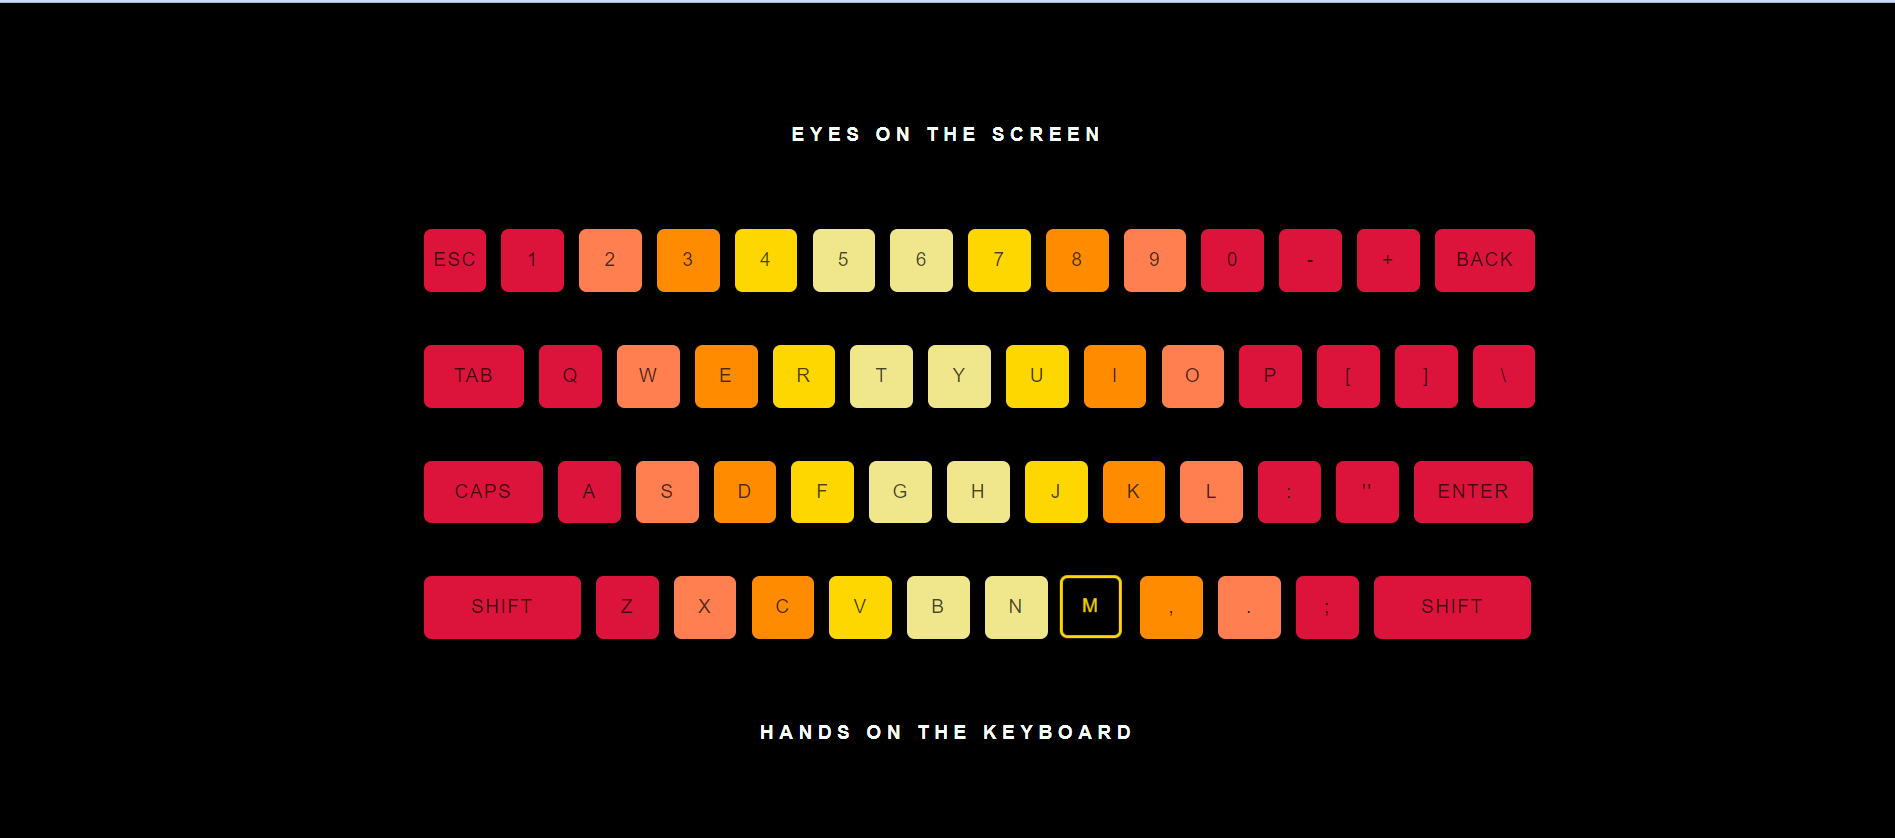 EYES ON THE SCREEN
ESC 1 2 3 4 5 6 7 8 9 0 - + BACK
TAB Q W E R T Y U I O P [ ] \
CAPS A S D F G H J K L : '' ENTER
SHIFT Z X C V B N M , . ; SHIFT
HANDS ON THE KEYBOARD